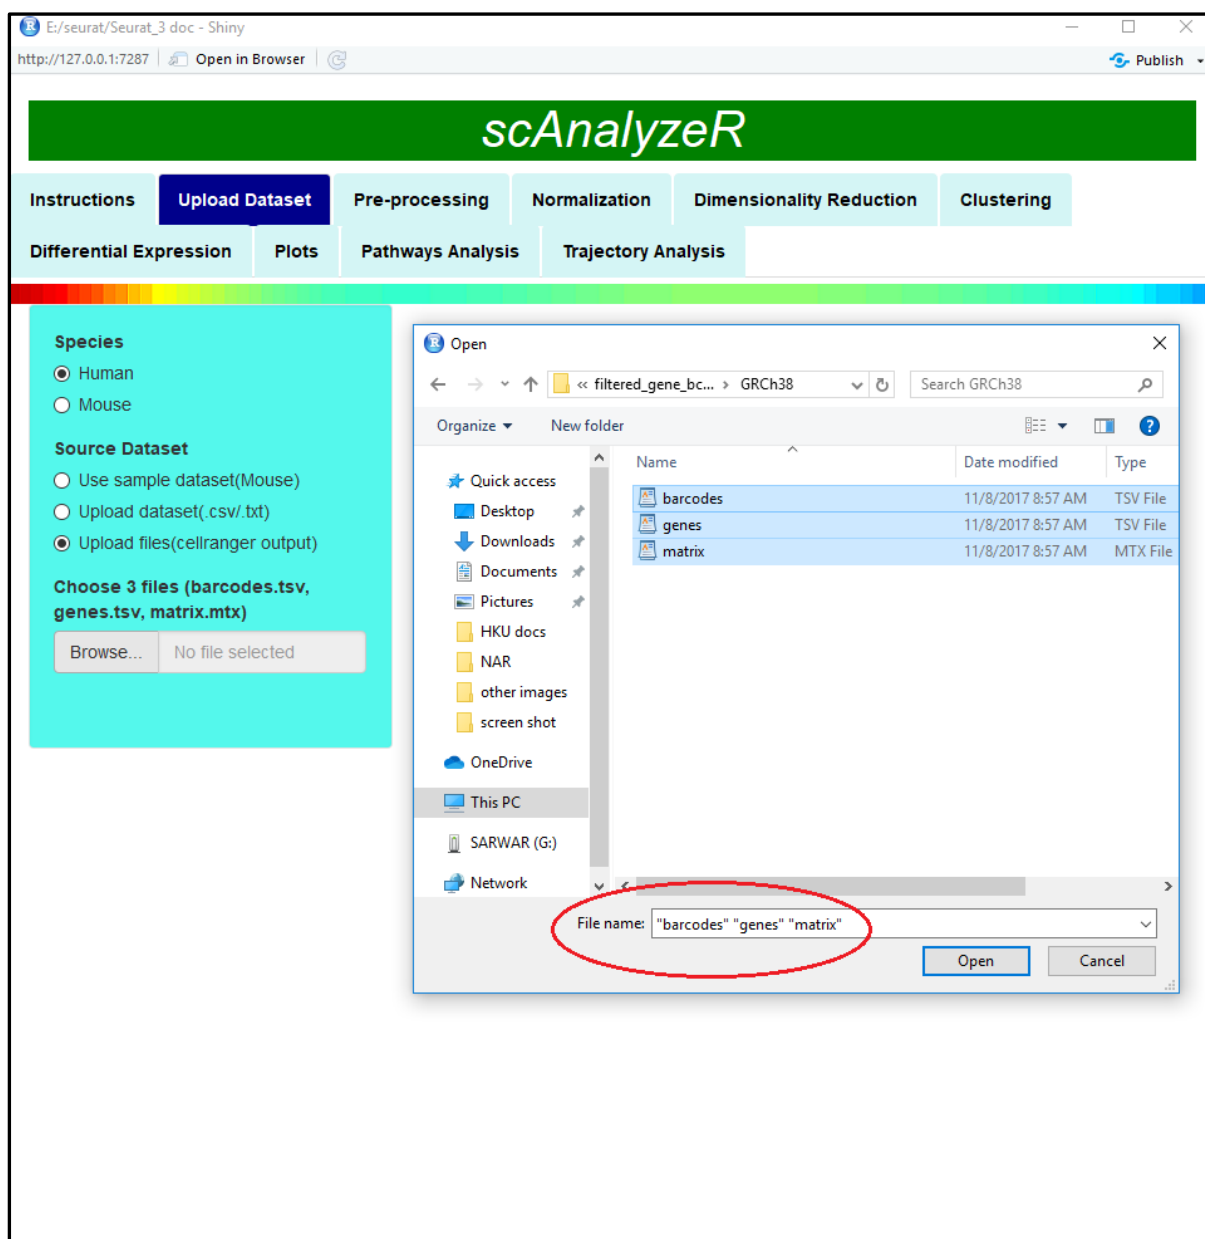 E:/seurat/Seurat_3 doc - Shiny
http://127.0.0.1:7287 Open in Browser Publish
scAnalyzeR
Instructions Upload Dataset Pre-processing Normalization Dimensionality Reduction Clustering
Differential Expression Plots Pathways Analysis Trajectory Analysis
Species
Human
Mouse
Source Dataset
Use sample dataset(Mouse)
Upload dataset(.csv/.txt)
Upload files(cellranger output)
Choose 3 files (barcodes.tsv,
genes.tsv, matrix.mtx)
Browse... No file selected
Open
« filtered_gene_bc... › GRCh38 Search GRCh38
Organize New folder
Name Date modified Type
Quick access
Desktop
Downloads
Documents
Pictures
HKU docs
NAR
other images
screen shot
OneDrive
This PC
SARWAR (G:)
Network
barcodes 11/8/2017 8:57 AM TSV File
genes 11/8/2017 8:57 AM TSV File
matrix 11/8/2017 8:57 AM MTX File
File name: "barcodes" "genes" "matrix"
Open Cancel